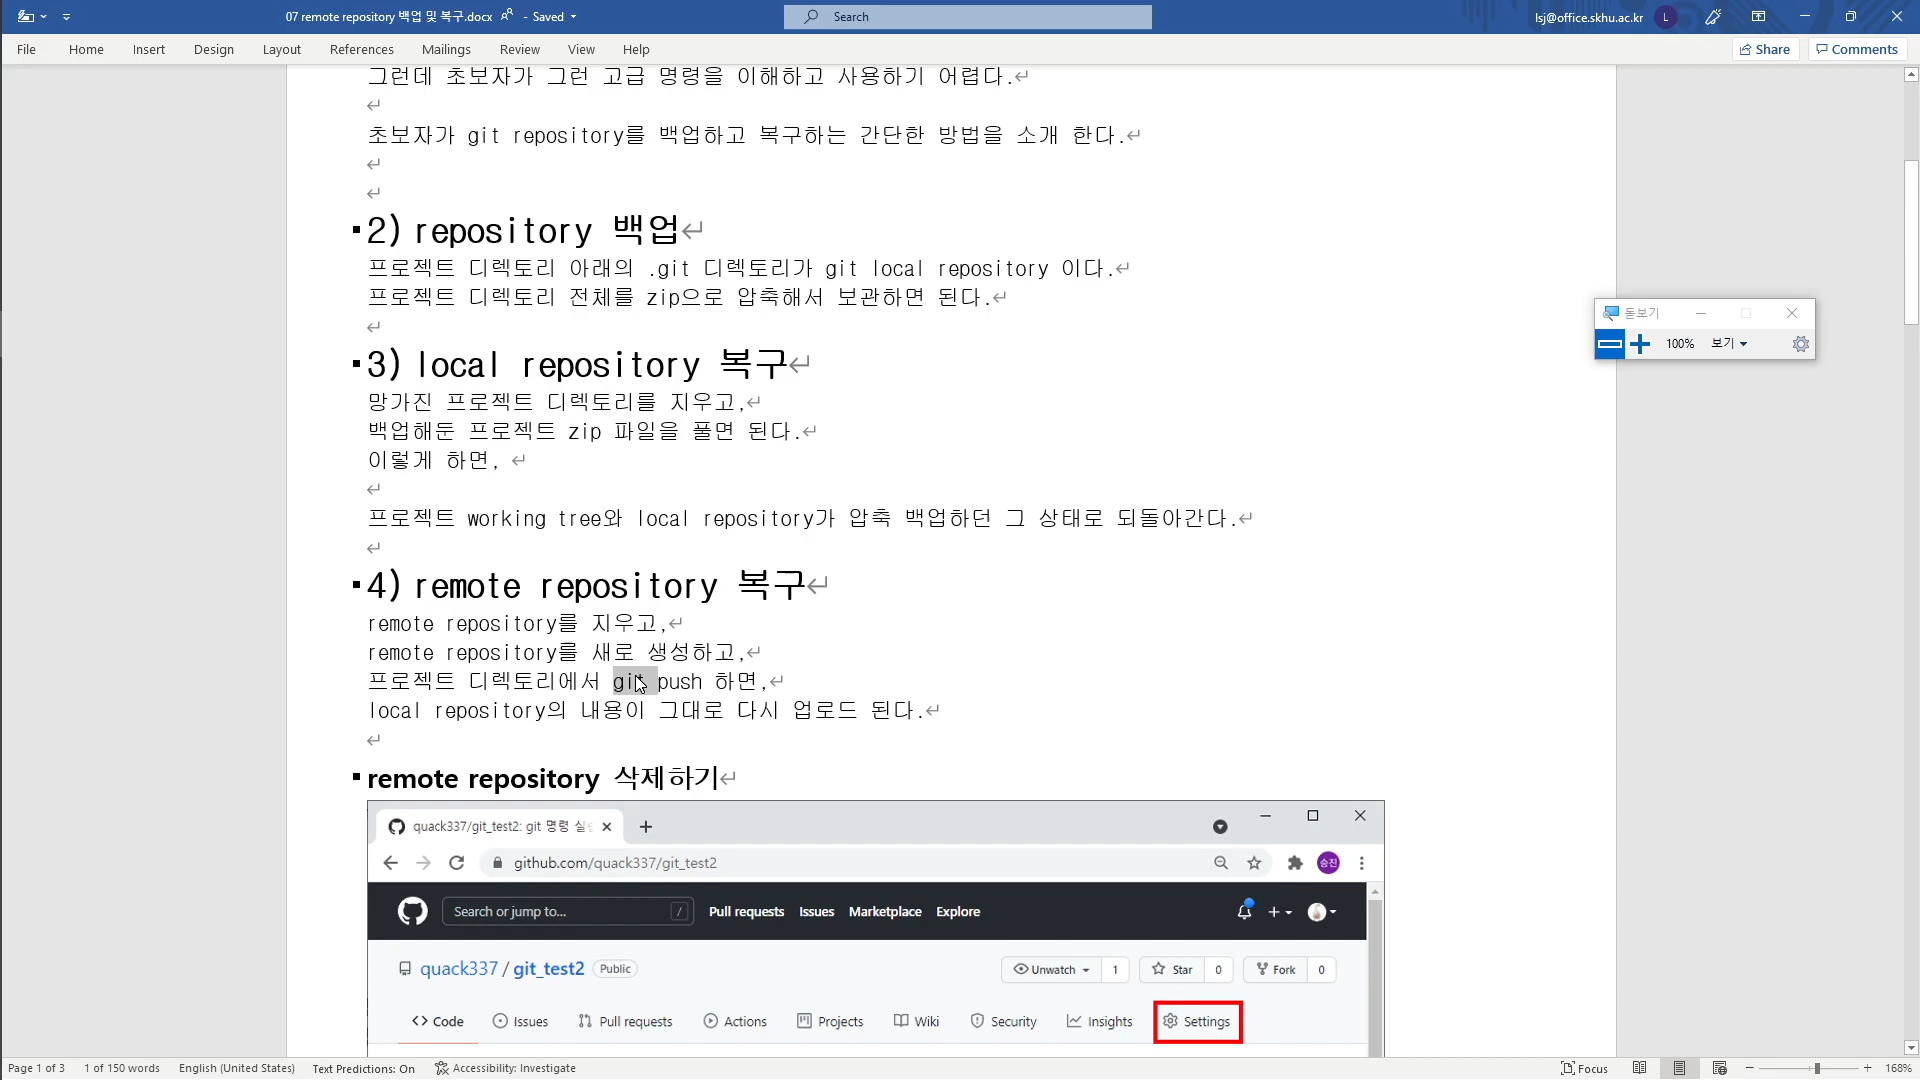 07 remote repository 백업 및 복구.docx - Saved
Search
lsj@office.skhu.ac.kr L
File Home Insert Design Layout References Mailings Review View Help Share Comments
그런데 초보자가 그런 고급 명령을 이해하고 사용하기 어렵다.
초보자가 git repository를 백업하고 복구하는 간단한 방법을 소개 한다.
2) repository 백업
프로젝트 디렉토리 아래의 .git 디렉토리가 git local repository 이다.
프로젝트 디렉토리 전체를 zip으로 압축해서 보관하면 된다.
돋보기
100% 보기
3) local repository 복구
망가진 프로젝트 디렉토리를 지우고,
백업해둔 프로젝트 zip 파일을 풀면 된다.
이렇게 하면,
프로젝트 working tree와 local repository가 압축 백업하던 그 상태로 되돌아간다.
4) remote repository 복구
remote repository를 지우고,
remote repository를 새로 생성하고,
프로젝트 디렉토리에서 git push 하면,
local repository의 내용이 그대로 다시 업로드 된다.
remote repository 삭제하기
quack337/git_test2: git 명령
github.com/quack337/git_test2 승진
Search or jump to... / Pull requests Issues Marketplace Explore
quack337 / git_test2 Public Unwatch 1 Star 0 Fork 0
Code Issues Pull requests Actions Projects Wiki Security Insights Settings
Page 1 of 3 1 of 150 words English (United States) Text Predictions: On Accessibility: Investigate Focus 168%